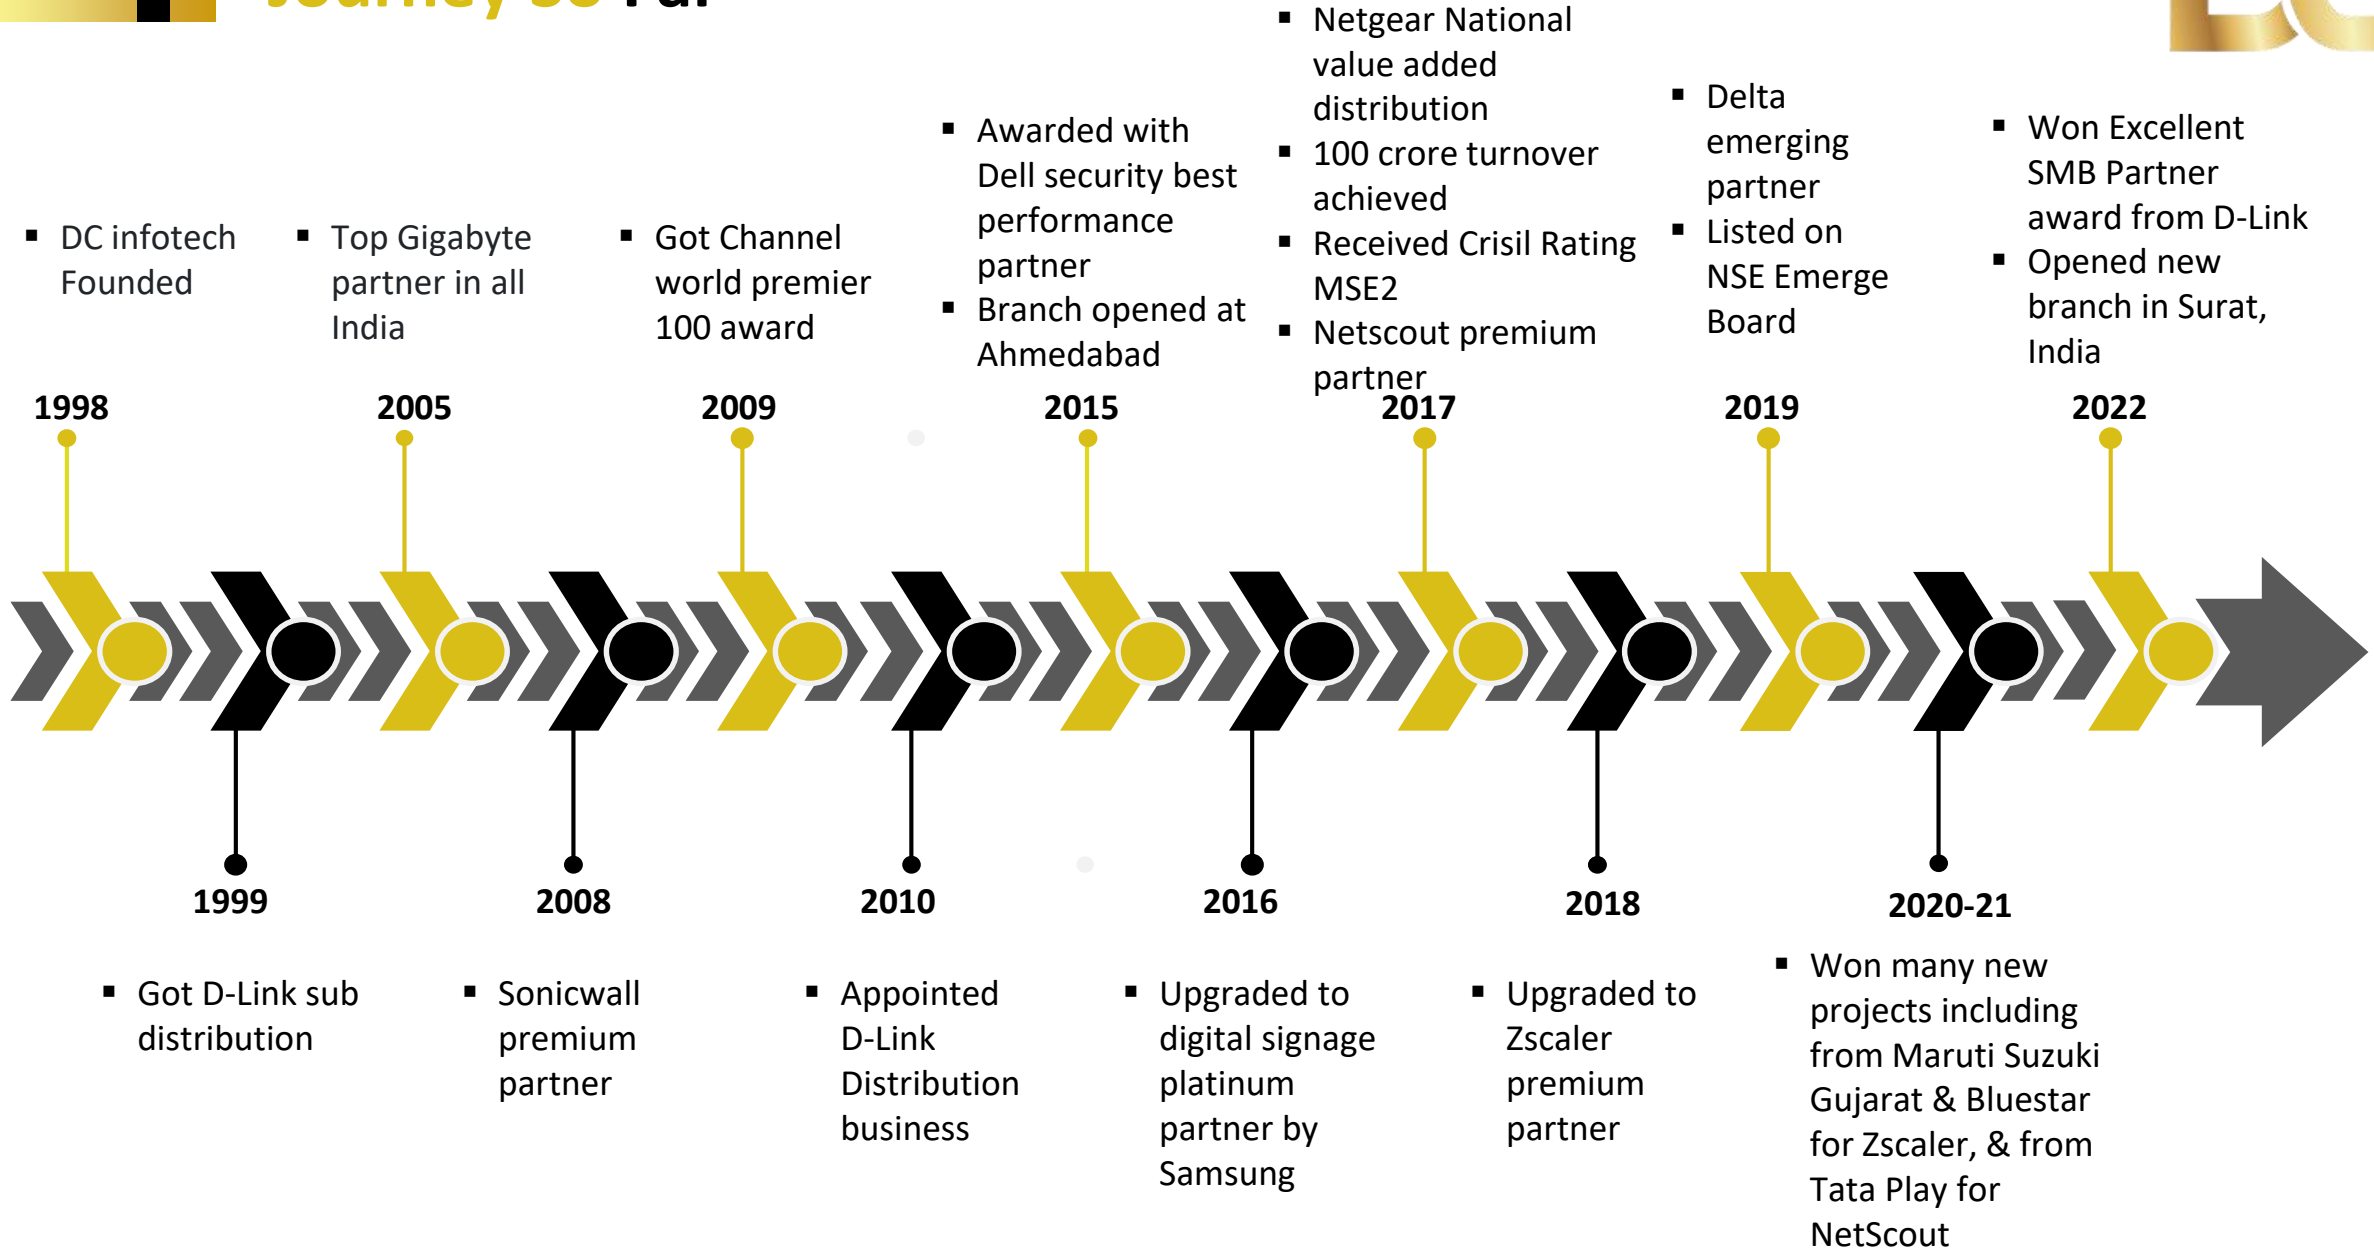 Journey So Far
▪ DC infotech
Founded
1998
▪ Top Gigabyte
partner in all
India
2005
▪ Got Channel
world premier
100 award
2009
▪ Awarded with
Dell security best
performance
partner
▪ Branch opened at
Ahmedabad
2015
▪ Netgear National
value added
distribution
▪ 100 crore turnover
achieved
▪ Received Crisil Rating
MSE2
▪ Netscout premium
partner
2017
▪ Delta
emerging
partner
▪ Listed on
NSE Emerge
Board
2019
▪ Won Excellent
SMB Partner
award from D-Link
▪ Opened new
branch in Surat,
India
2022
1999
▪ Got D-Link sub
distribution
2008
▪ Sonicwall
premium
partner
2010
▪ Appointed
D-Link
Distribution
business
2016
▪ Upgraded to
digital signage
platinum
partner by
Samsung
2018
▪ Upgraded to
Zscaler
premium
partner
2020-21
▪ Won many new
projects including
from Maruti Suzuki
Gujarat & Bluestar
for Zscaler, & from
Tata Play for
NetScout